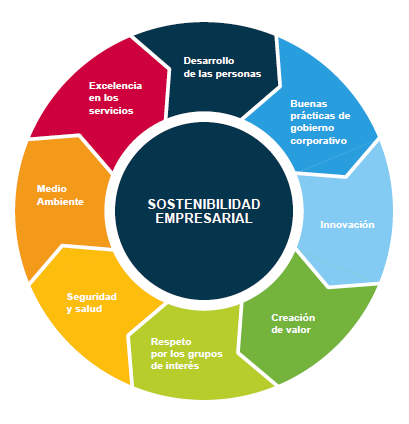 Desarrollo
de las personas
Buenas
prácticas de
gobierno
corporativo
Innovación
Creación
de valor
Respeto
por los grupos
de interés
Seguridad
y salud
Medio
Ambiente
Excelencia
en los
servicios
SOSTENIBILIDAD
EMPRESARIAL